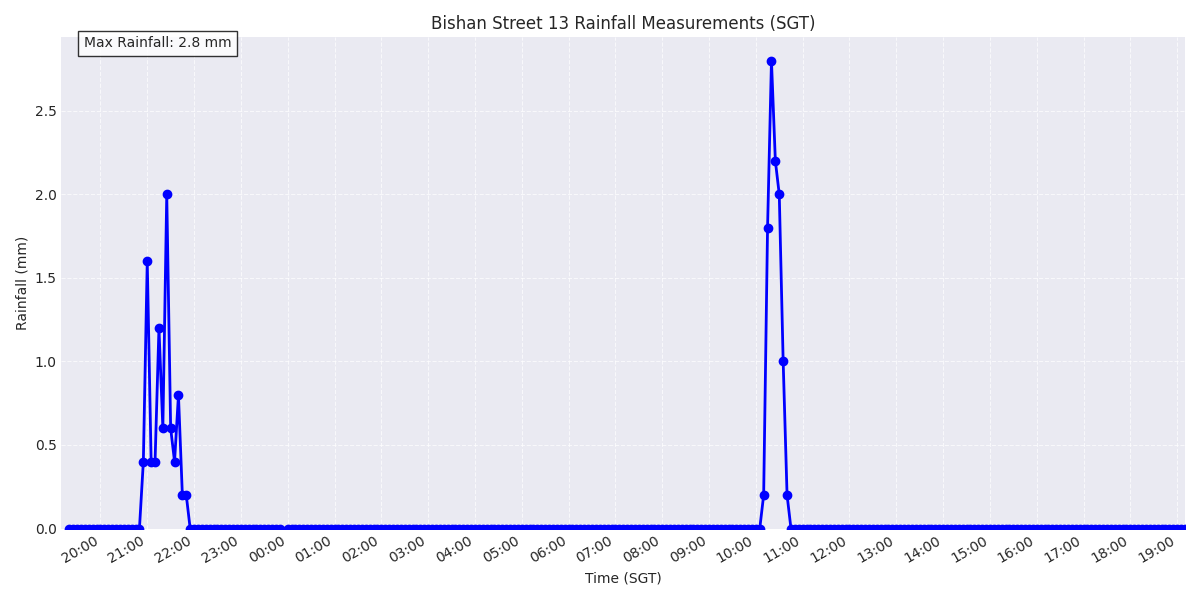 Bishan Street 13 Rainfall Measurements (SGT)
Max Rainfall: 2.8 mm
Rainfall (mm)
2.5
2.0
1.5
1.0
0.5
0.0
20:00 21:00 22:00 23:00 00:00 01:00 02:00 03:00 04:00 05:00 06:00 07:00 08:00 09:00 10:00 11:00 12:00 13:00 14:00 15:00 16:00 17:00 18:00 19:00
Time (SGT)